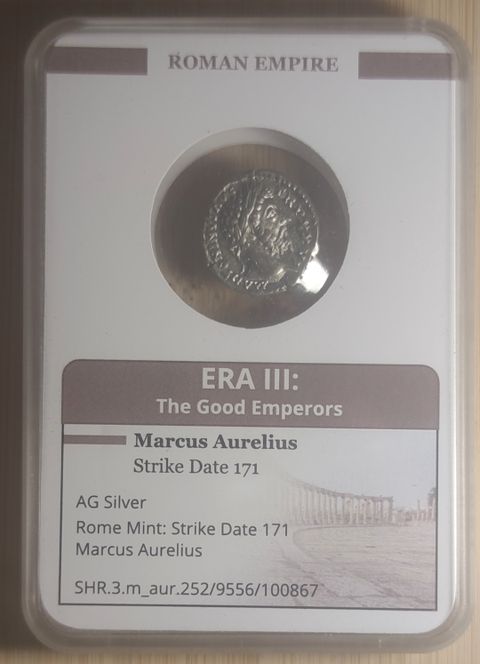 ROMAN EMPIRE
ERA III:
The Good Emperors
Marcus Aurelius
Strike Date 171
AG Silver
Rome Mint: Strike Date 171
Marcus Aurelius
SHR.3.m_aur.252/9556/100867